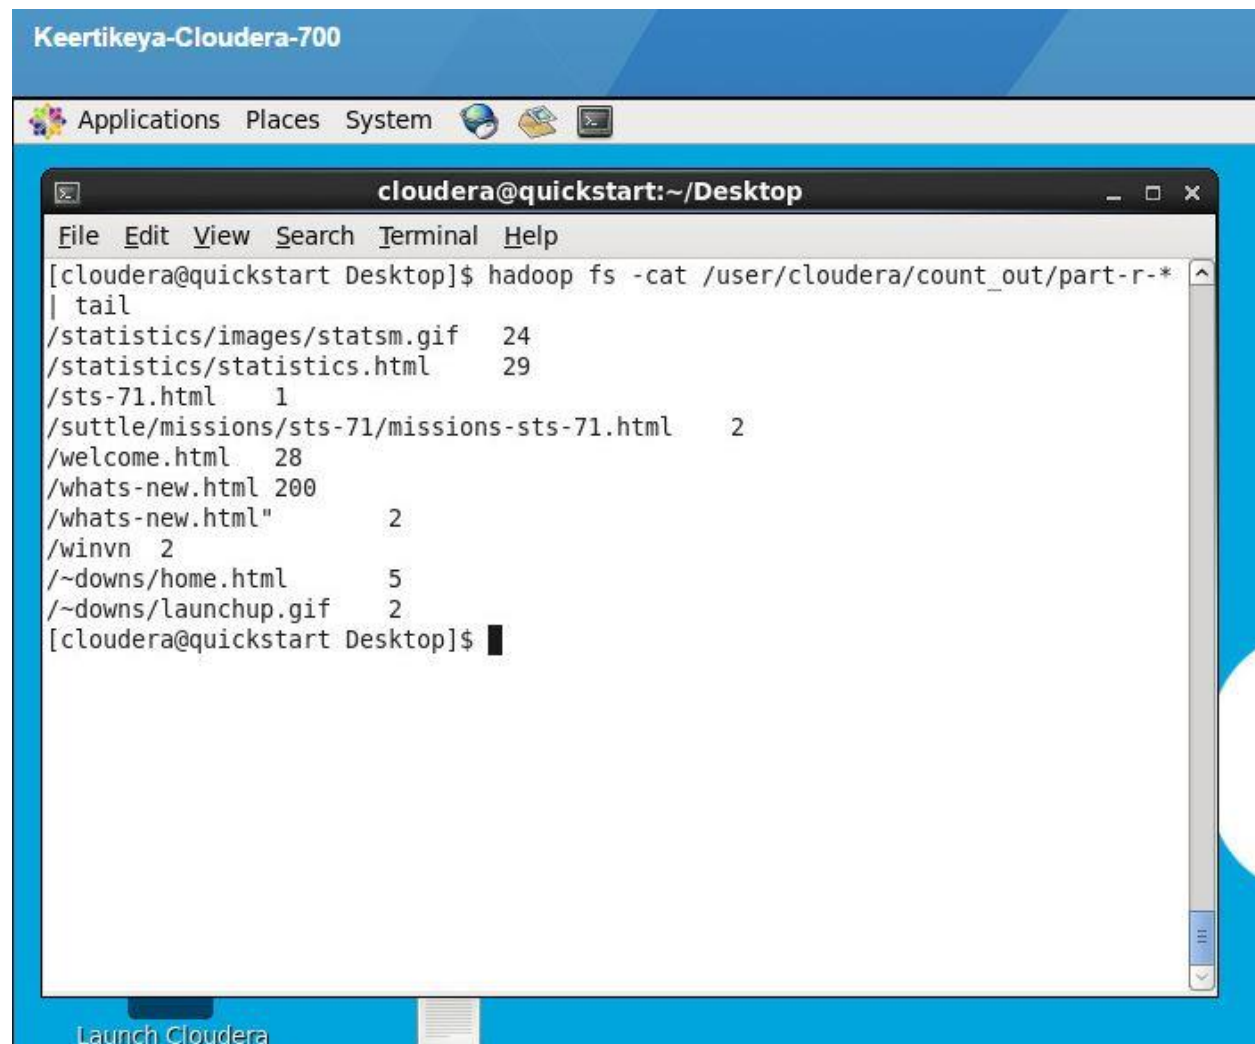 Keertikeya-Cloudera-700
Applications Places System
cloudera@quickstart:~/Desktop
File Edit View Search Terminal Help
[cloudera@quickstart Desktop]$ hadoop fs -cat /user/cloudera/count_out/part-r-*
| tail
/statistics/images/statsm.gif 24
/statistics/statistics.html 29
/sts-71.html 1
/suttle/missions/sts-71/missions-sts-71.html 2
/welcome.html 28
/whats-new.html 200
/whats-new.html" 2
/winvn 2
/~downs/home.html 5
/~downs/launchup.gif 2
[cloudera@quickstart Desktop]$
Launch Cloudera